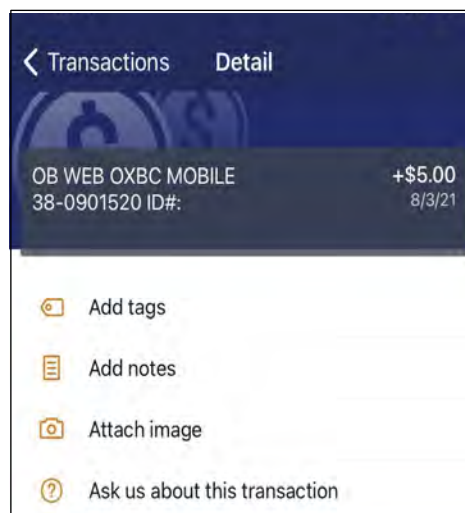 Transactions Detail
OB WEB OXBC MOBILE +$5.00
38-0901520 ID#: 8/3/21
Add tags
Add notes
Attach image
Ask us about this transaction